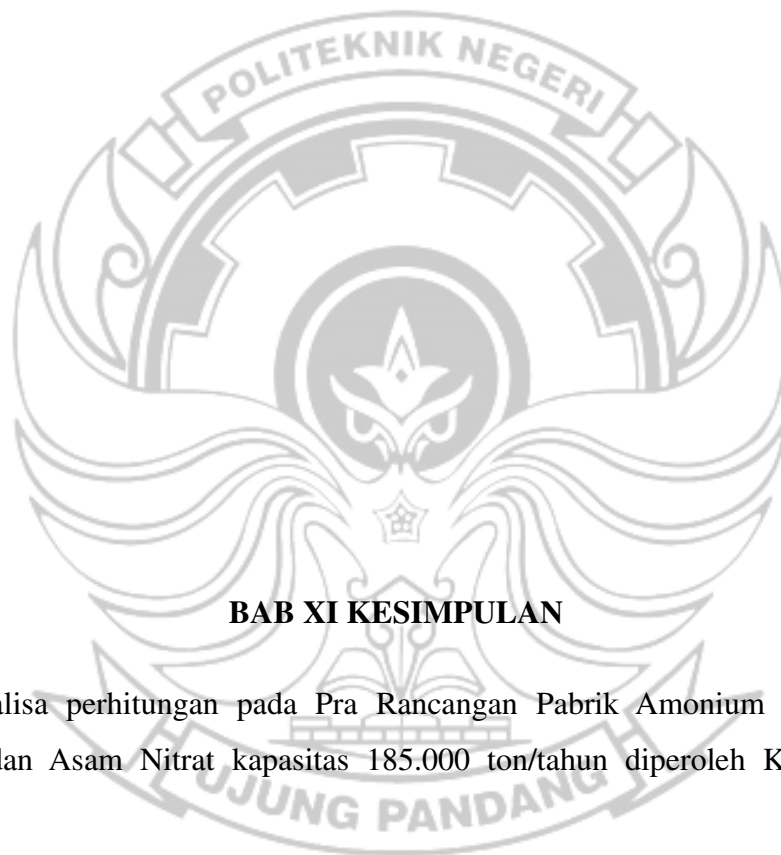 POLITEKNIK NEGERI
BAB XI KESIMPULAN
alisa perhitungan pada Pra Rancangan Pabrik Amonium
dan Asam Nitrat kapasitas 185.000 ton/tahun diperoleh K
UJUNG PANDANG